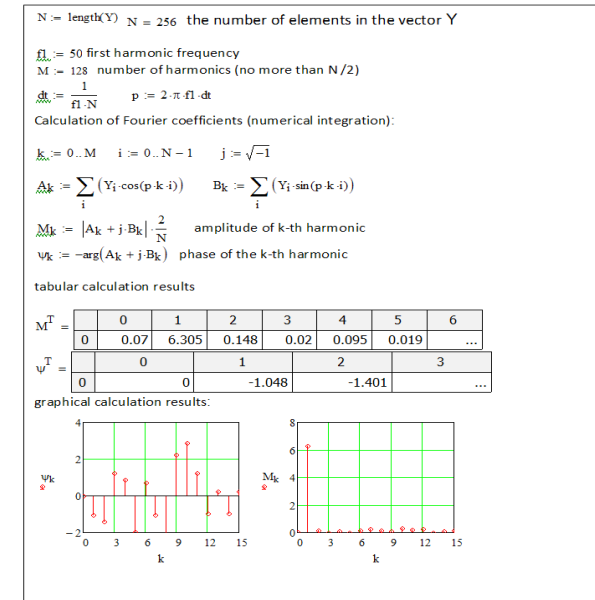 N := length(Y) N = 256 the number of elements in the vector Y
f1 := 50 first harmonic frequency
M := 128 number of harmonics (no more than N/2)
dt := 1/(f1·N) p := 2·π·f1·dt
Calculation of Fourier coefficients (numerical integration):
k := 0..M i := 0..N − 1 j := √−1
Ak := ∑i (Yi·cos(p·k·i)) Bk := ∑i (Yi·sin(p·k·i))
Mk := |Ak + j·Bk|·2/N amplitude of k-th harmonic
ψk := −arg(Ak + j·Bk) phase of the k-th harmonic
tabular calculation results
0 1 2 3 4 5 6
M^T = 0 0.07 6.305 0.148 0.02 0.095 0.019 ...
0 1 2 3
ψ^T = 0 0 -1.048 -1.401 ...
graphical calculation results:
4 2 0 −2
ψk
0 3 6 9 12 15
k
8 6 4 2 0
Mk
0 3 6 9 12 15
k